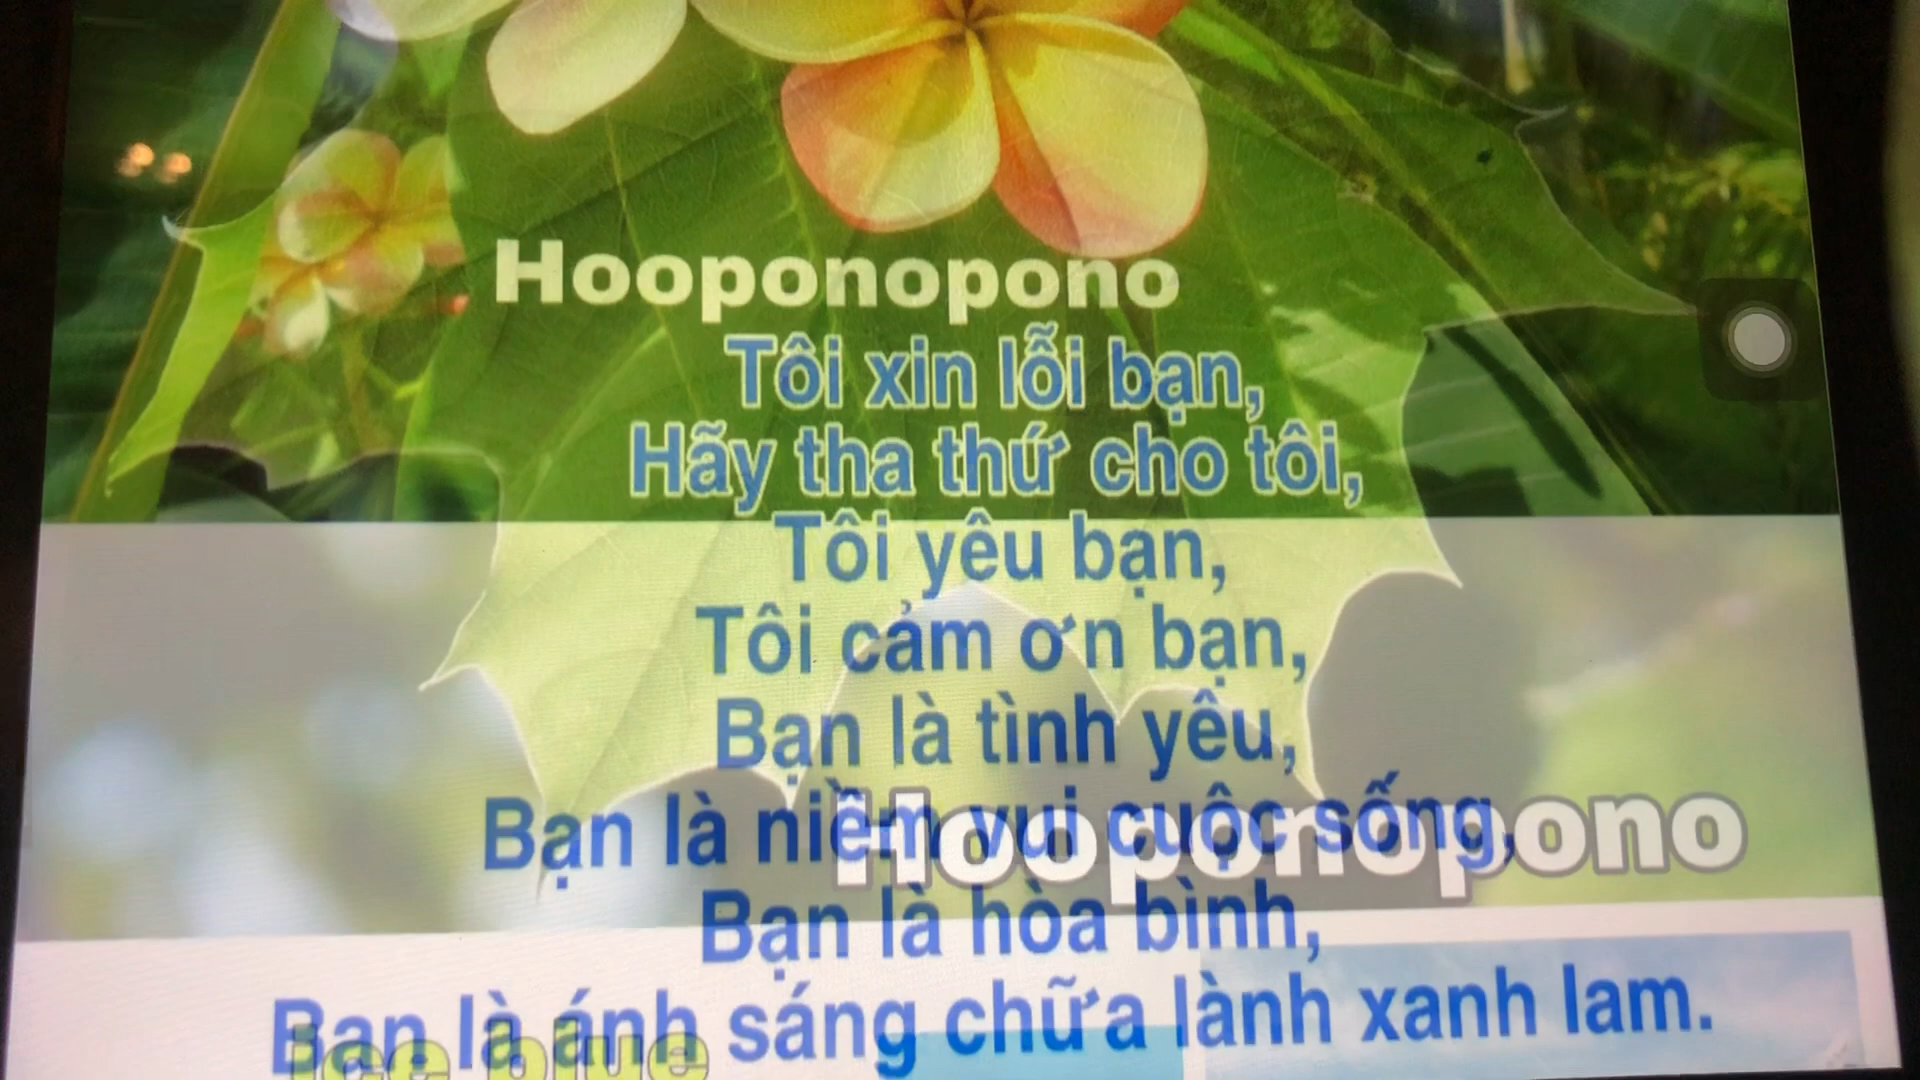 Hooponopono
Tôi xin lỗi bạn,
Hãy tha thứ cho tôi,
Tôi yêu bạn,
Tôi cảm ơn bạn,
Bạn là tình yêu,
Bạn là niềm vui cuộc sống,
Hooponopono
Bạn là hòa bình,
Bạn là ánh sáng chữa lành xanh lam.
Ice blue